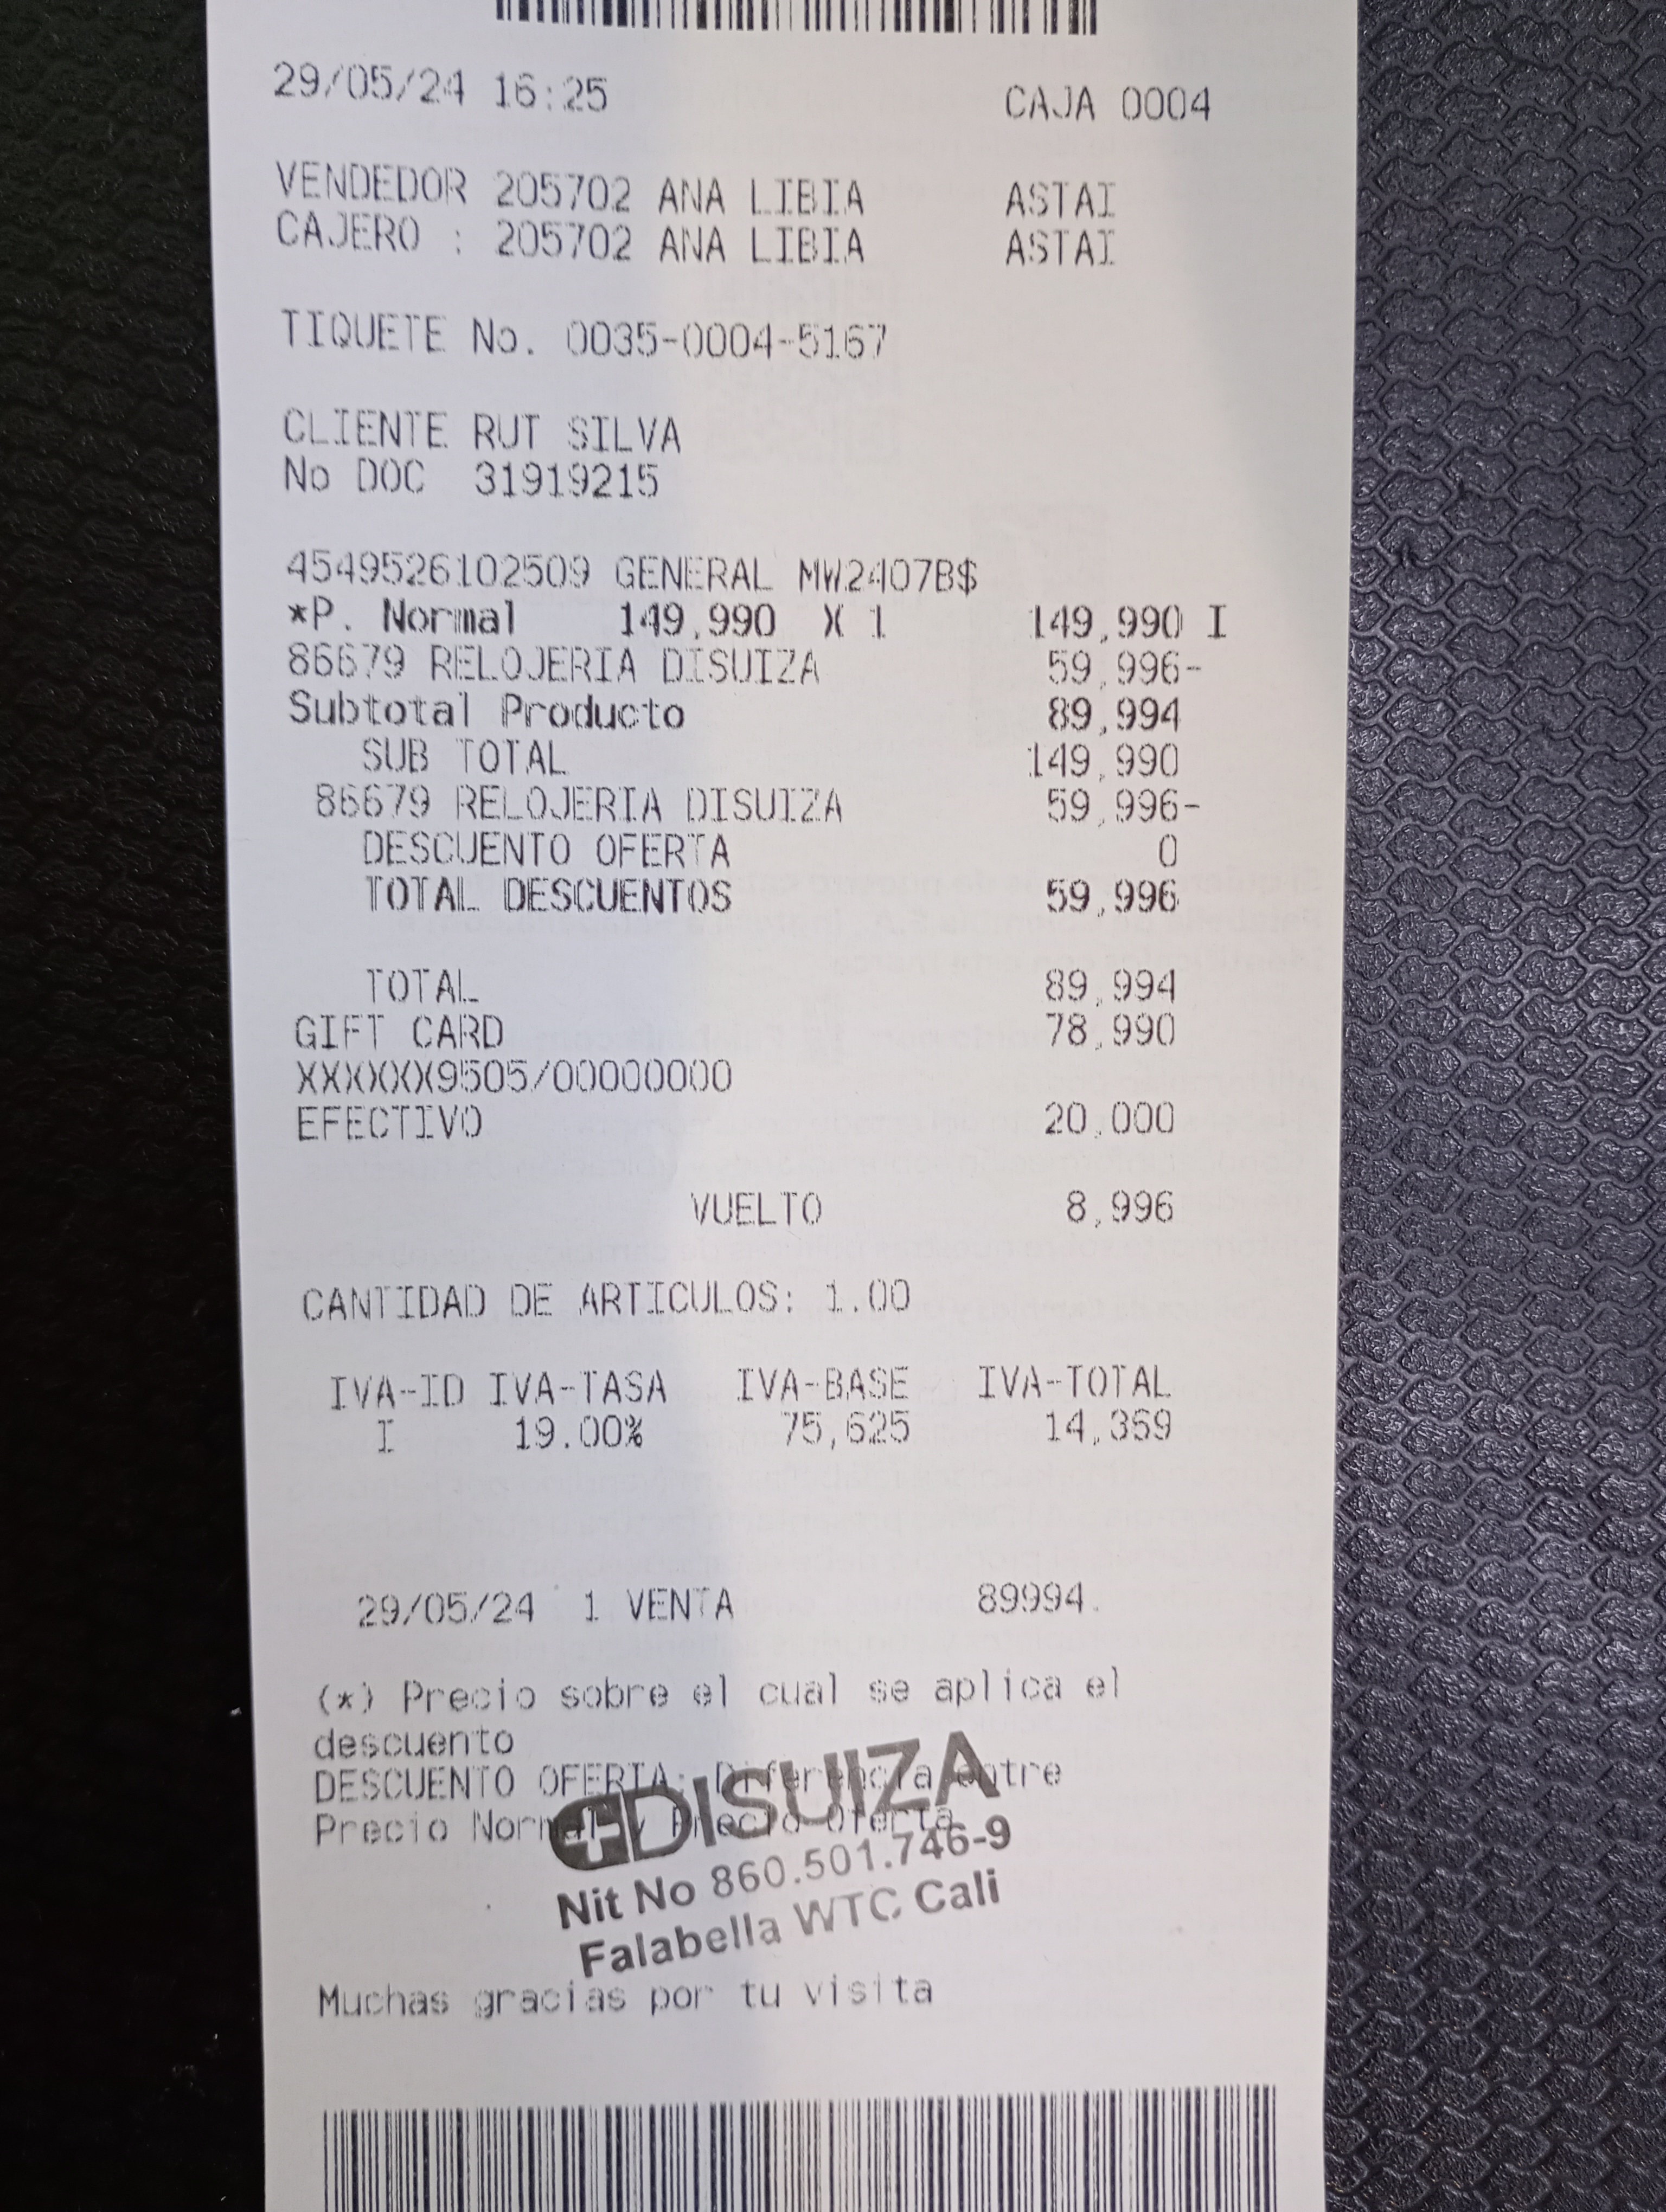 29/05/24 16:25 CAJA 0004
VENDEDOR 205702 ANA LIBIA ASTAI
CAJERO : 205702 ANA LIBIA ASTAI
TIQUETE No. 0035-0004-5167
CLIENTE RUT SILVA
No DOC 31919215
4549526102509 GENERAL MW2407B$
*P. Normal 149,990 X 1 149,990 I
86679 RELOJERIA DISUIZA 59,996-
Subtotal Producto 89,994
SUB TOTAL 149,990
86679 RELOJERIA DISUIZA 59,996-
DESCUENTO OFERTA 0
TOTAL DESCUENTOS 59,996
TOTAL 89,994
GIFT CARD 78,990
XXXXXX9505/00000000
EFECTIVO 20,000
VUELTO 8,996
CANTIDAD DE ARTICULOS: 1.00
IVA-ID IVA-TASA IVA-BASE IVA-TOTAL
I 19.00% 75,625 14,369
29/05/24 1 VENTA 89994.
(*) Precio sobre el cual se aplica el
descuento
DESCUENTO OFERTA: Diferencia entre
Precio Normal y Precio Oferta
DISUIZA
Nit No 860.501.746-9
Falabella WTC Cali
Muchas gracias por tu visita